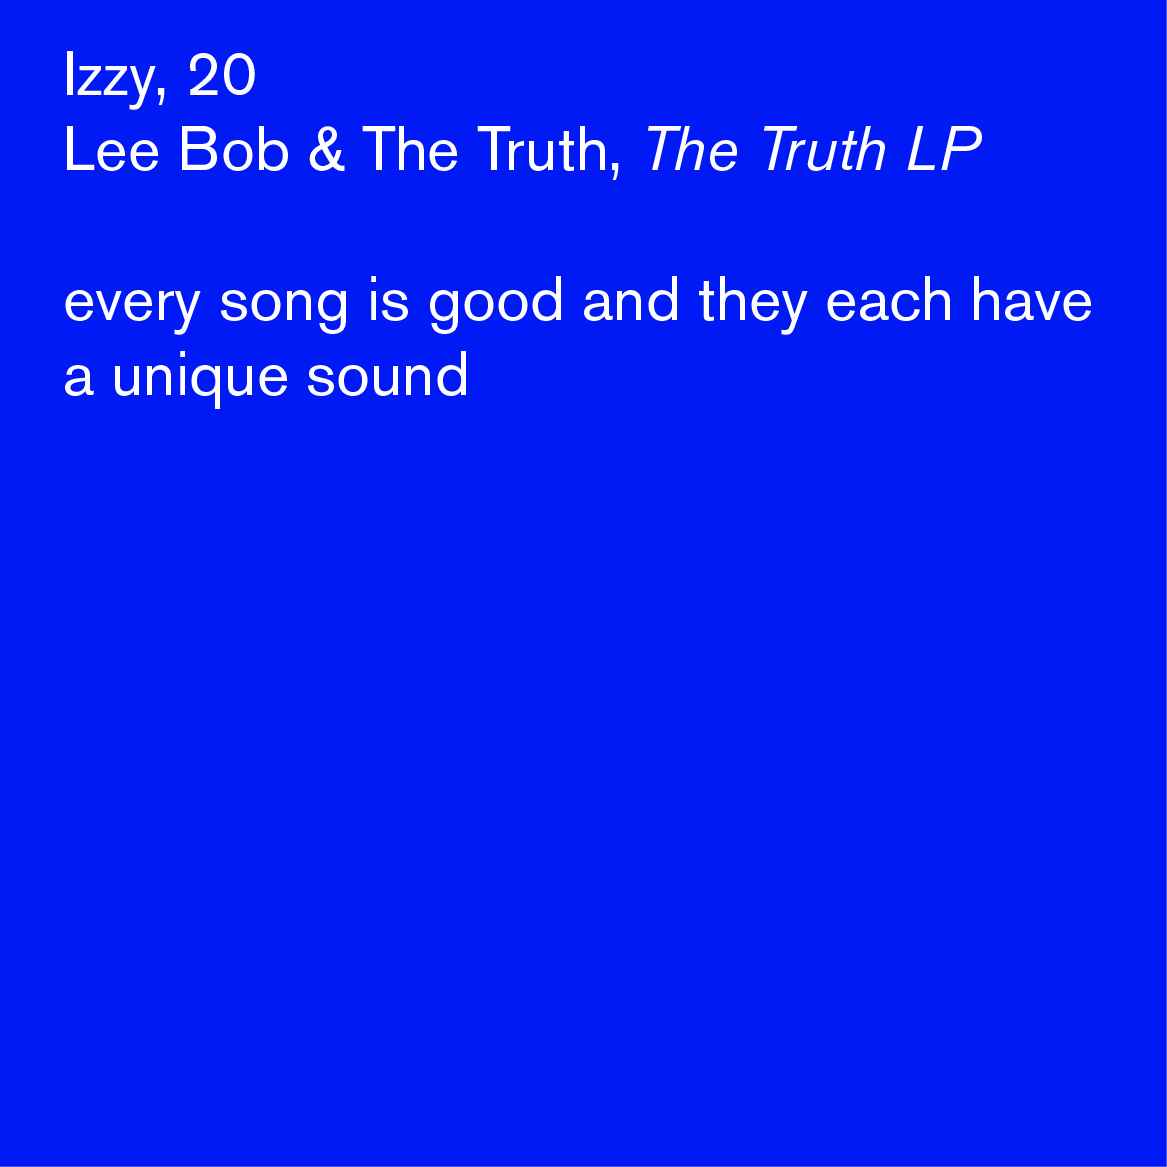 Izzy, 20
Lee Bob & The Truth, The Truth LP
every song is good and they each have
a unique sound